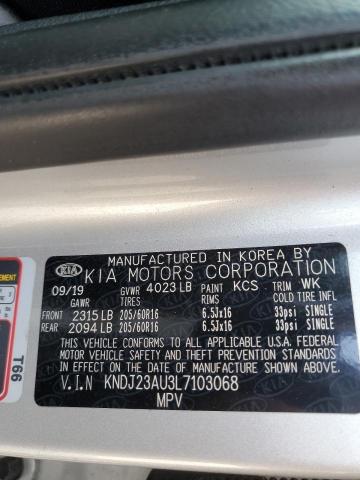 MANUFACTURED IN KOREA BY
KIA KIA MOTORS CORPORATION
09/19 GVWR 4023 LB PAINT KCS TRIM WK
GAWR TIRES RIMS COLD TIRE INFL
FRONT 2315 LB 205/60R16 6.5Jx16 33psi SINGLE
REAR 2094 LB 205/60R16 6.5Jx16 33psi SINGLE
THIS VEHICLE CONFORMS TO ALL APPLICABLE U.S.A. FEDERAL
MOTOR VEHICLE SAFETY AND THEFT PREVENTION STANDARDS
IN EFFECT ON THE DATE OF MANUFACTURE SHOWN ABOVE.
V.I.N KNDJ23AU3L7103068
MPV
EMENT
T66